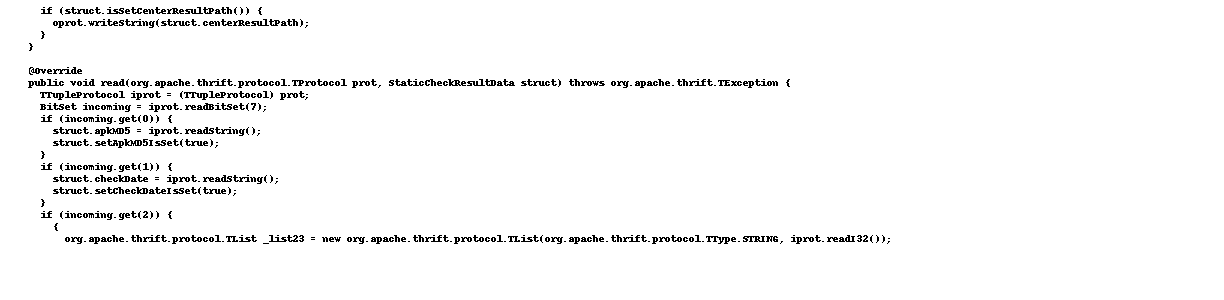 if (struct.isSetCenterResultPath()) {
oprot.writeString(struct.centerResultPath);
}
}
@Override
public void read(org.apache.thrift.protocol.TProtocol prot, StaticCheckResultData struct) throws org.apache.thrift.TException {
TTupleProtocol iprot = (TTupleProtocol) prot;
BitSet incoming = iprot.readBitSet(7);
if (incoming.get(0)) {
struct.apkMD5 = iprot.readString();
struct.setApkMD5IsSet(true);
}
if (incoming.get(1)) {
struct.checkDate = iprot.readString();
struct.setCheckDateIsSet(true);
}
if (incoming.get(2)) {
{
org.apache.thrift.protocol.TList _list23 = new org.apache.thrift.protocol.TList(org.apache.thrift.protocol.TType.STRING, iprot.readI32());